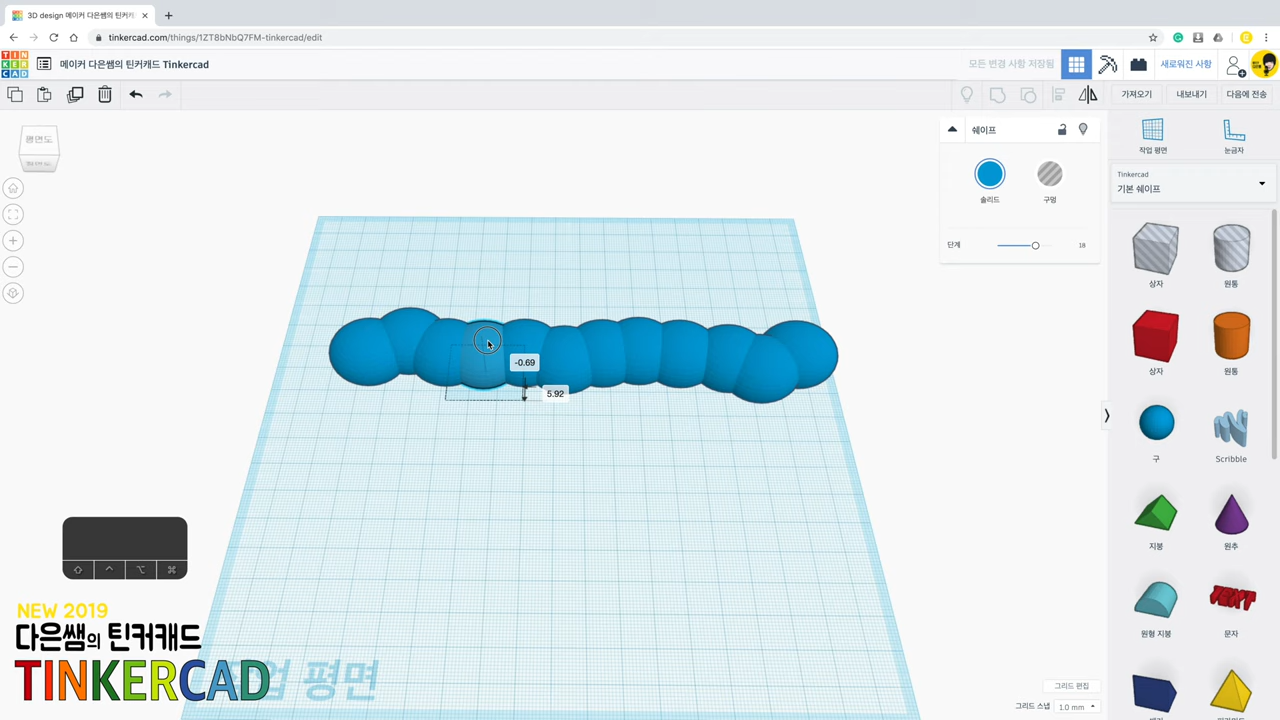 3D design 메이커 다은쌤의 틴커캐
tinkercad.com/things/1ZT8bNbQ7FM-tinkercad/edit
TIN
KER
CAD
메이커 다은쌤의 틴커캐드 Tinkercad
모든 변경 사항 저장됨
새로워진 사항
가져오기
내보내기
다음에 전송
평면도
쉐이프
솔리드
구멍
단계
18
작업 평면
눈금자
Tinkercad
기본 쉐이프
상자
원통
상자
원통
구
Scribble
지붕
원추
원형 지붕
문자
-0.69
5.92
NEW 2019
다은쌤의 틴커캐드
TINKERCAD
업 평면
그리드 편집
그리드 스냅
1.0 mm